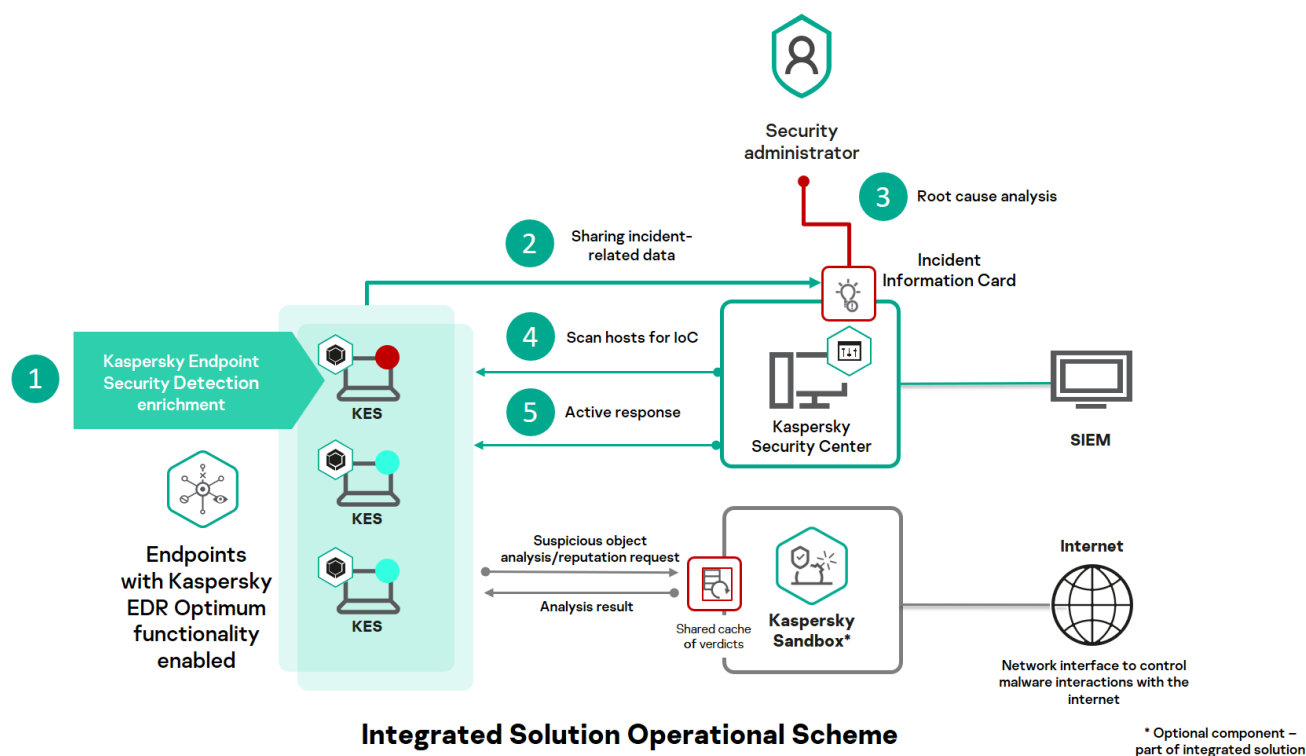 Security
administrator
3
Root cause analysis
2
Sharing incident-
related data
Incident
Information Card
1
Kaspersky Endpoint
Security Detection
enrichment
KES
4
Scan hosts for IoC
5
Active response
Kaspersky
Security Center
SIEM
KES
Endpoints
with Kaspersky
EDR Optimum
functionality
enabled
KES
Suspicious object
analysis/reputation request
Analysis result
Shared cache
of verdicts
Kaspersky
Sandbox*
Internet
Network interface to control
malware interactions with the
internet
Integrated Solution Operational Scheme
* Optional component –
part of integrated solution